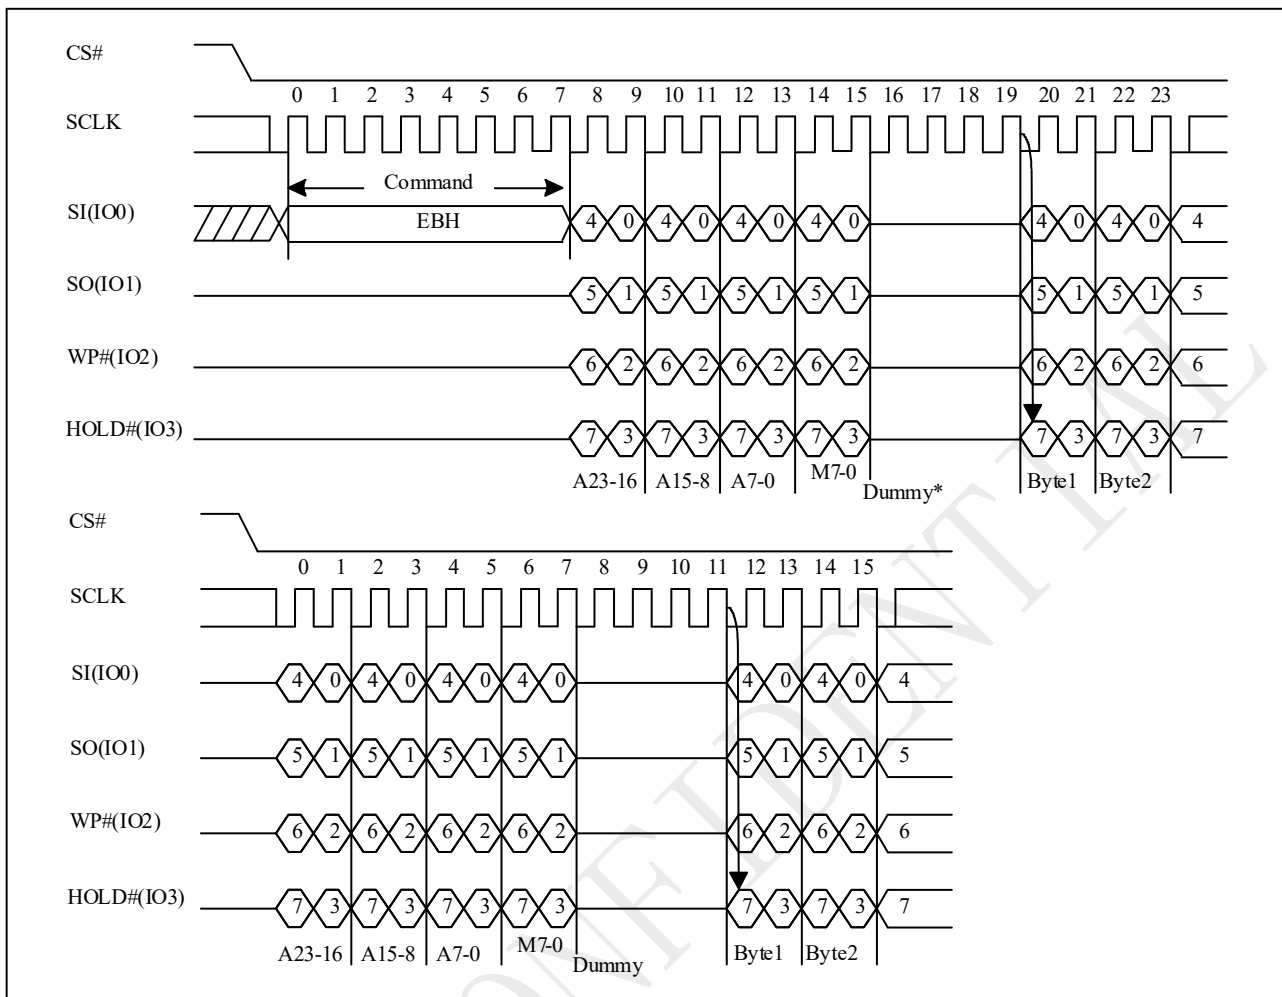 CS#
0 1 2 3 4 5 6 7 8 9 10 11 12 13 14 15 16 17 18 19 20 21 22 23
SCLK
Command
SI(IO0) EBH 4 0 4 0 4 0 4 0 4 0 4 0 4
SO(IO1) 5 1 5 1 5 1 5 1 5 1 5 1 5
WP#(IO2) 6 2 6 2 6 2 6 2 6 2 6 2 6
HOLD#(IO3) 7 3 7 3 7 3 7 3 7 3 7 3 7
A23-16 A15-8 A7-0 M7-0 Dummy* Byte1 Byte2
CS#
0 1 2 3 4 5 6 7 8 9 10 11 12 13 14 15
SCLK
SI(IO0) 4 0 4 0 4 0 4 0 4 0 4 0 4
SO(IO1) 5 1 5 1 5 1 5 1 5 1 5 1 5
WP#(IO2) 6 2 6 2 6 2 6 2 6 2 6 2 6
HOLD#(IO3) 7 3 7 3 7 3 7 3 7 3 7 3 7
A23-16 A15-8 A7-0 M7-0 Dummy Byte1 Byte2
ONFIDENTIAL